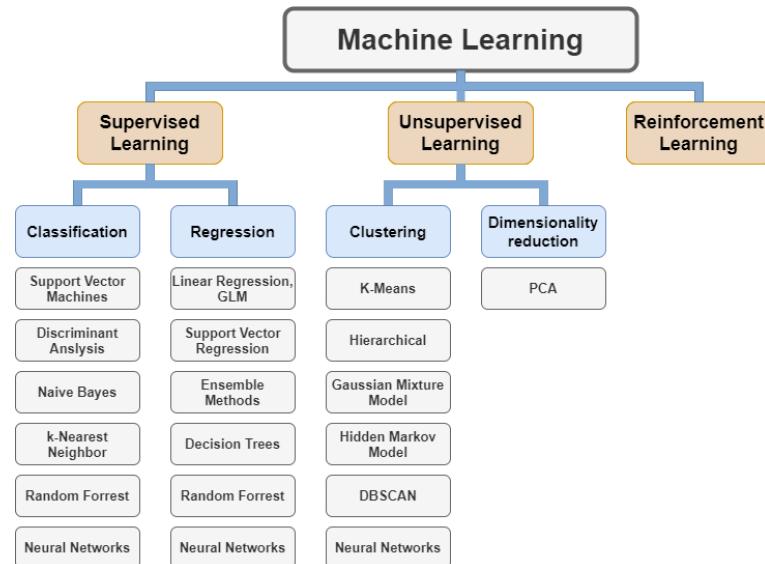 Machine Learning
Supervised
Learning
Unsupervised
Learning
Reinforcement
Learning
Classification
Regression
Clustering
Dimensionality
reduction
Support Vector
Machines
Linear Regression,
GLM
K-Means
PCA
Discriminant
Anslysis
Support Vector
Regression
Hierarchical
Naive Bayes
Ensemble
Methods
Gaussian Mixture
Model
k-Nearest
Neighbor
Decision Trees
Hidden Markov
Model
Random Forrest
Random Forrest
DBSCAN
Neural Networks
Neural Networks
Neural Networks